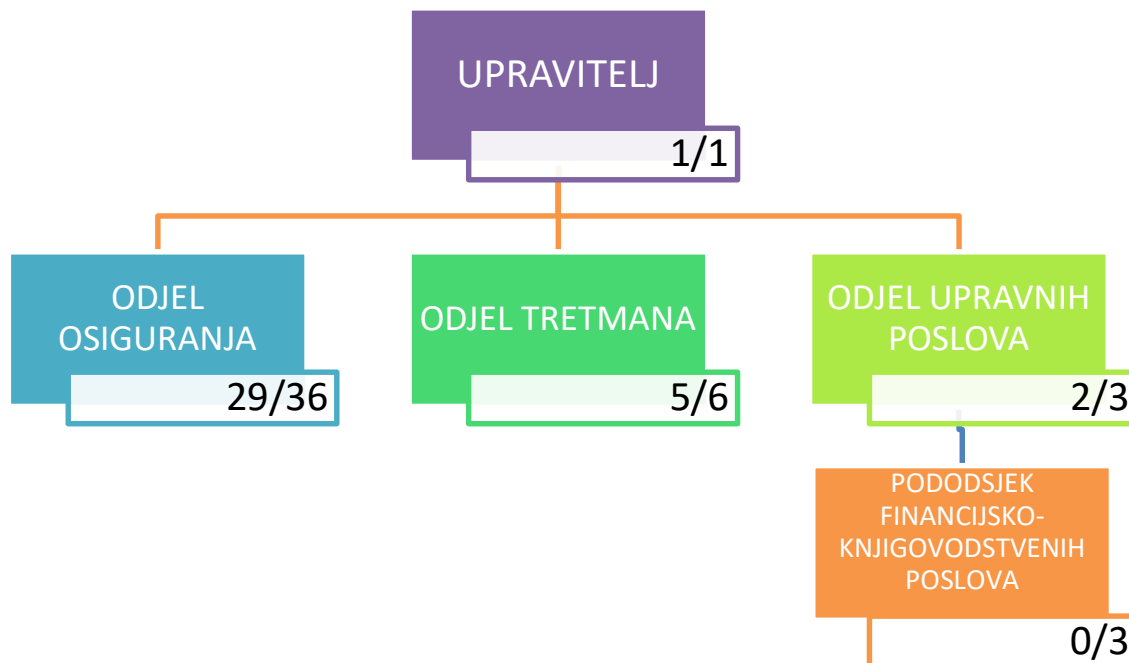 UPRAVITELJ
1/1
ODJEL
OSIGURANJA
29/36
ODJEL TRETMANA
5/6
ODJEL UPRAVNIH
POSLOVA
2/3
PODODSJEK
FINANCIJSKO-
KNJIGOVODSTVENIH
POSLOVA
0/3